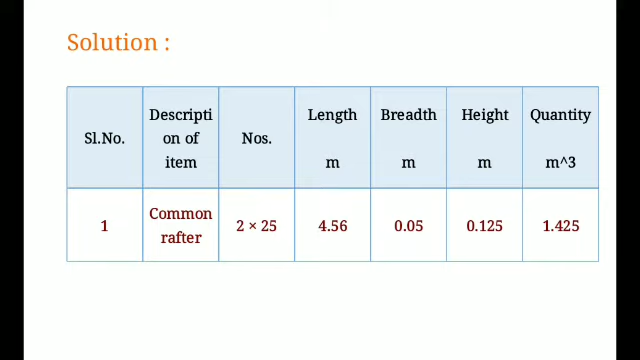 Solution :
Sl.No. Descripti on of item Nos. Length m Breadth m Height m Quantity m^3
1 Common rafter 2 × 25 4.56 0.05 0.125 1.425